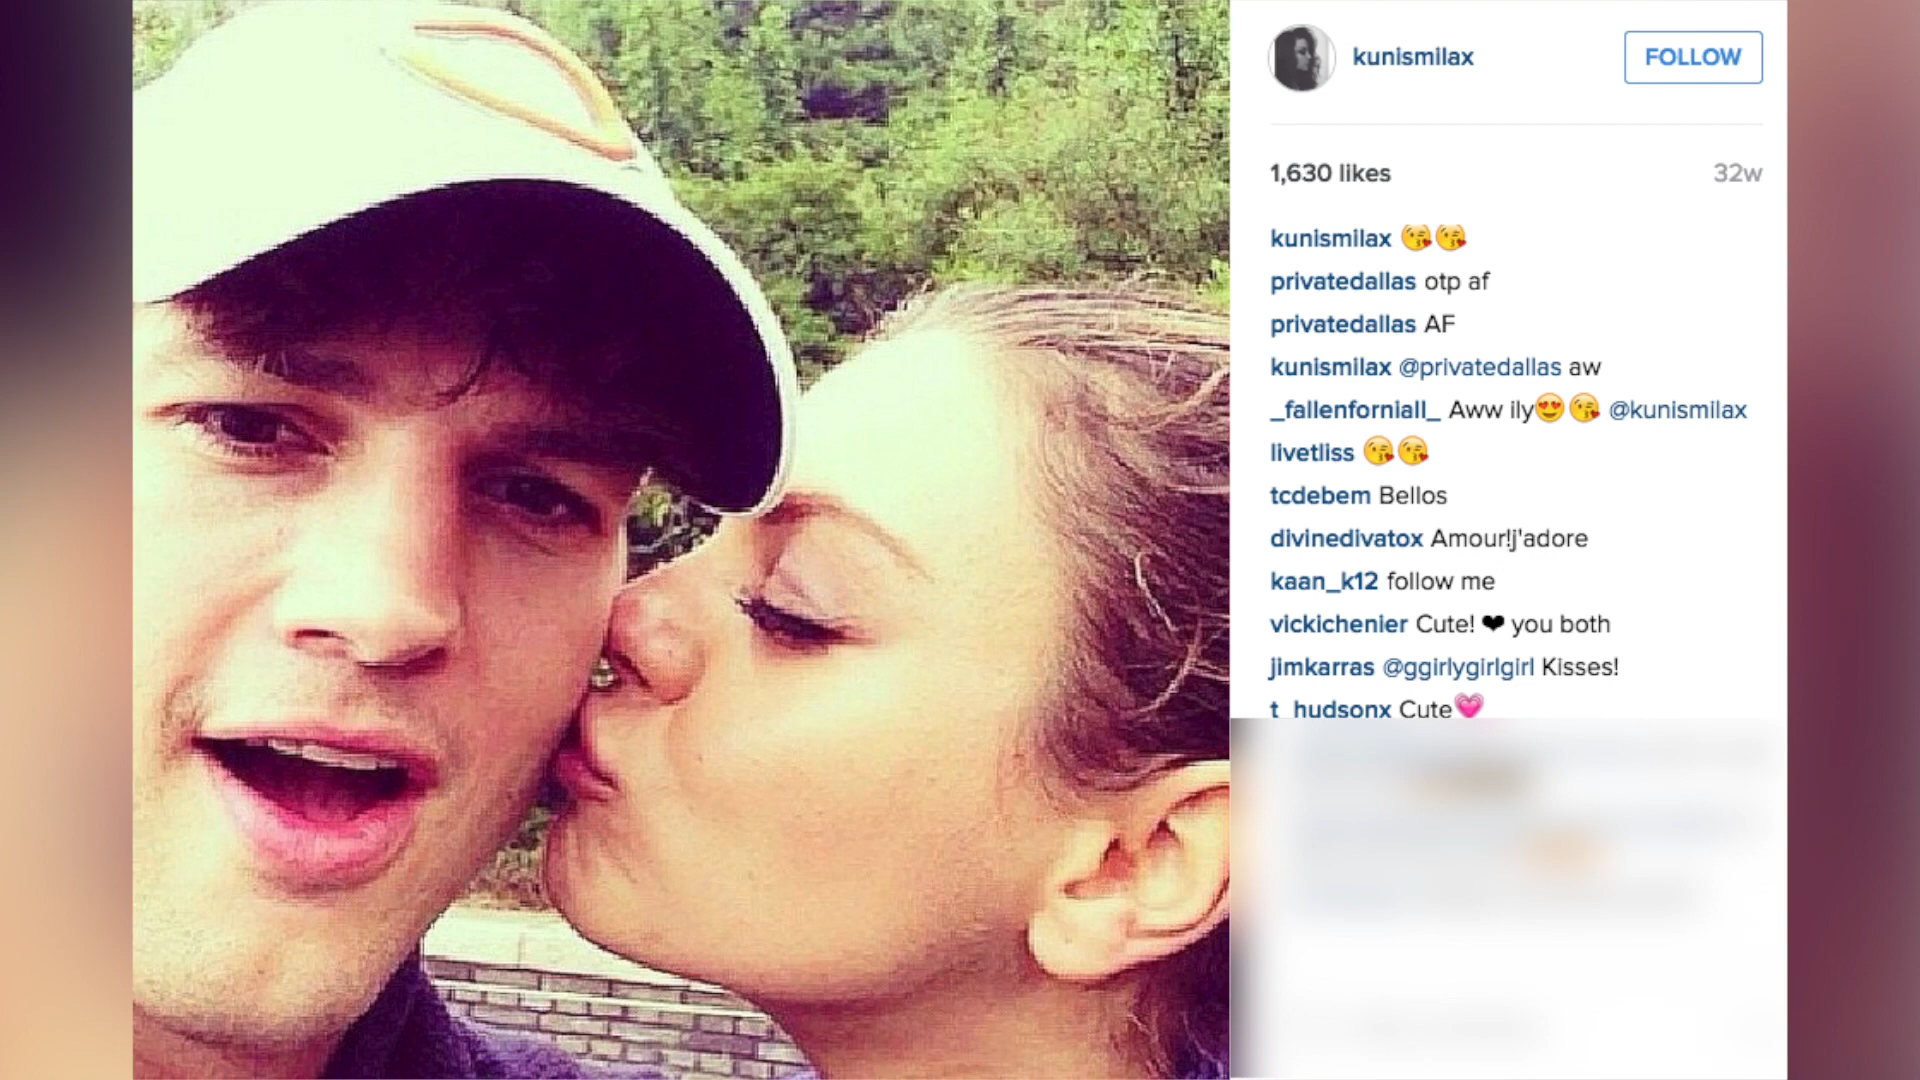 kunismilax
FOLLOW
1,630 likes
32w
kunismilax 😘😘
privatedallas otp af
privatedallas AF
kunismilax @privatedallas aw
_fallenforniall_ Aww ily😍😘 @kunismilax
livetliss 😘😘
tcdebem Bellos
divinedivatox Amour!j'adore
kaan_k12 follow me
vickichenier Cute! ❤ you both
jimkarras @ggirlygirlgirl Kisses!
t_hudsonx Cute💗